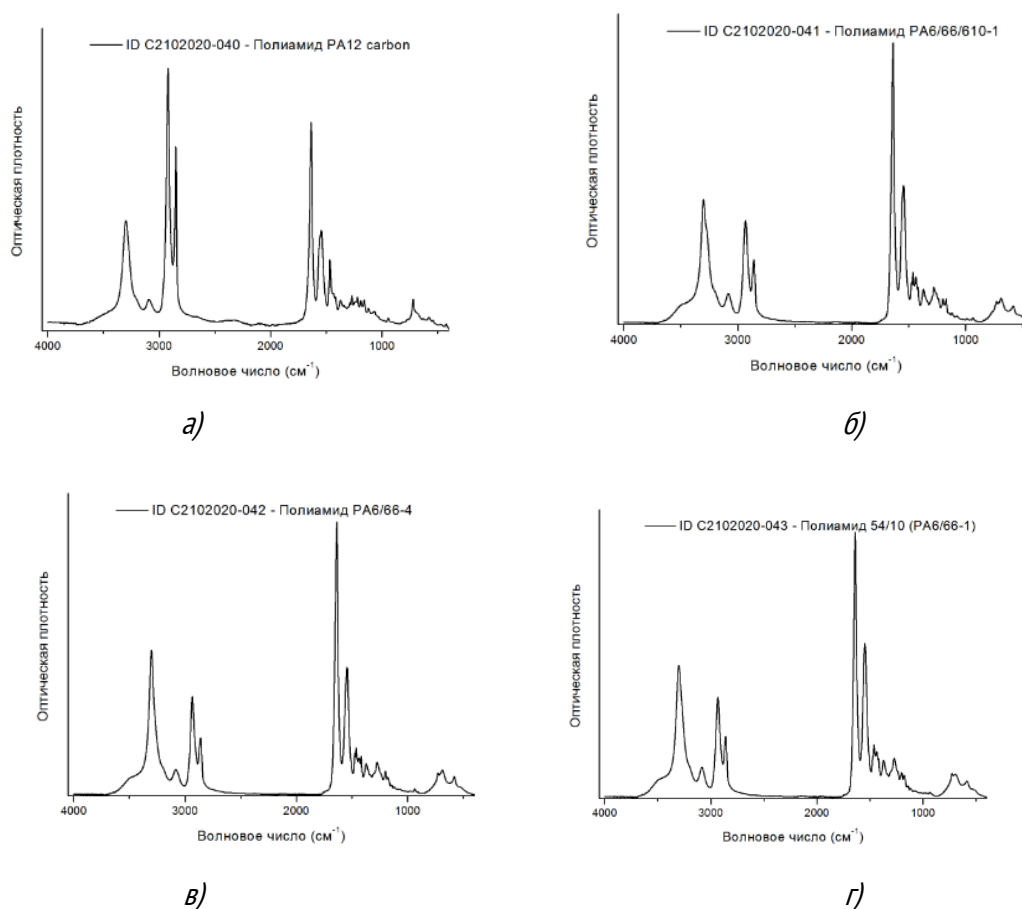 ID C2102020-040 - Полиамид PA12 carbon
Оптическая плотность
4000 3000 2000 1000
Волновое число (см⁻¹)
а)
ID C2102020-041 - Полиамид PA6/66/610-1
Оптическая плотность
4000 3000 2000 1000
Волновое число (см⁻¹)
б)
ID C2102020-042 - Полиамид PA6/66-4
Оптическая плотность
4000 3000 2000 1000
Волновое число (см⁻¹)
в)
ID C2102020-043 - Полиамид 54/10 (PA6/66-1)
Оптическая плотность
4000 3000 2000 1000
Волновое число (см⁻¹)
г)